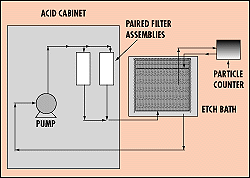 ACID CABINET
PAIRED FILTER
ASSEMBLIES
PARTICLE
COUNTER
ETCH BATH
PUMP